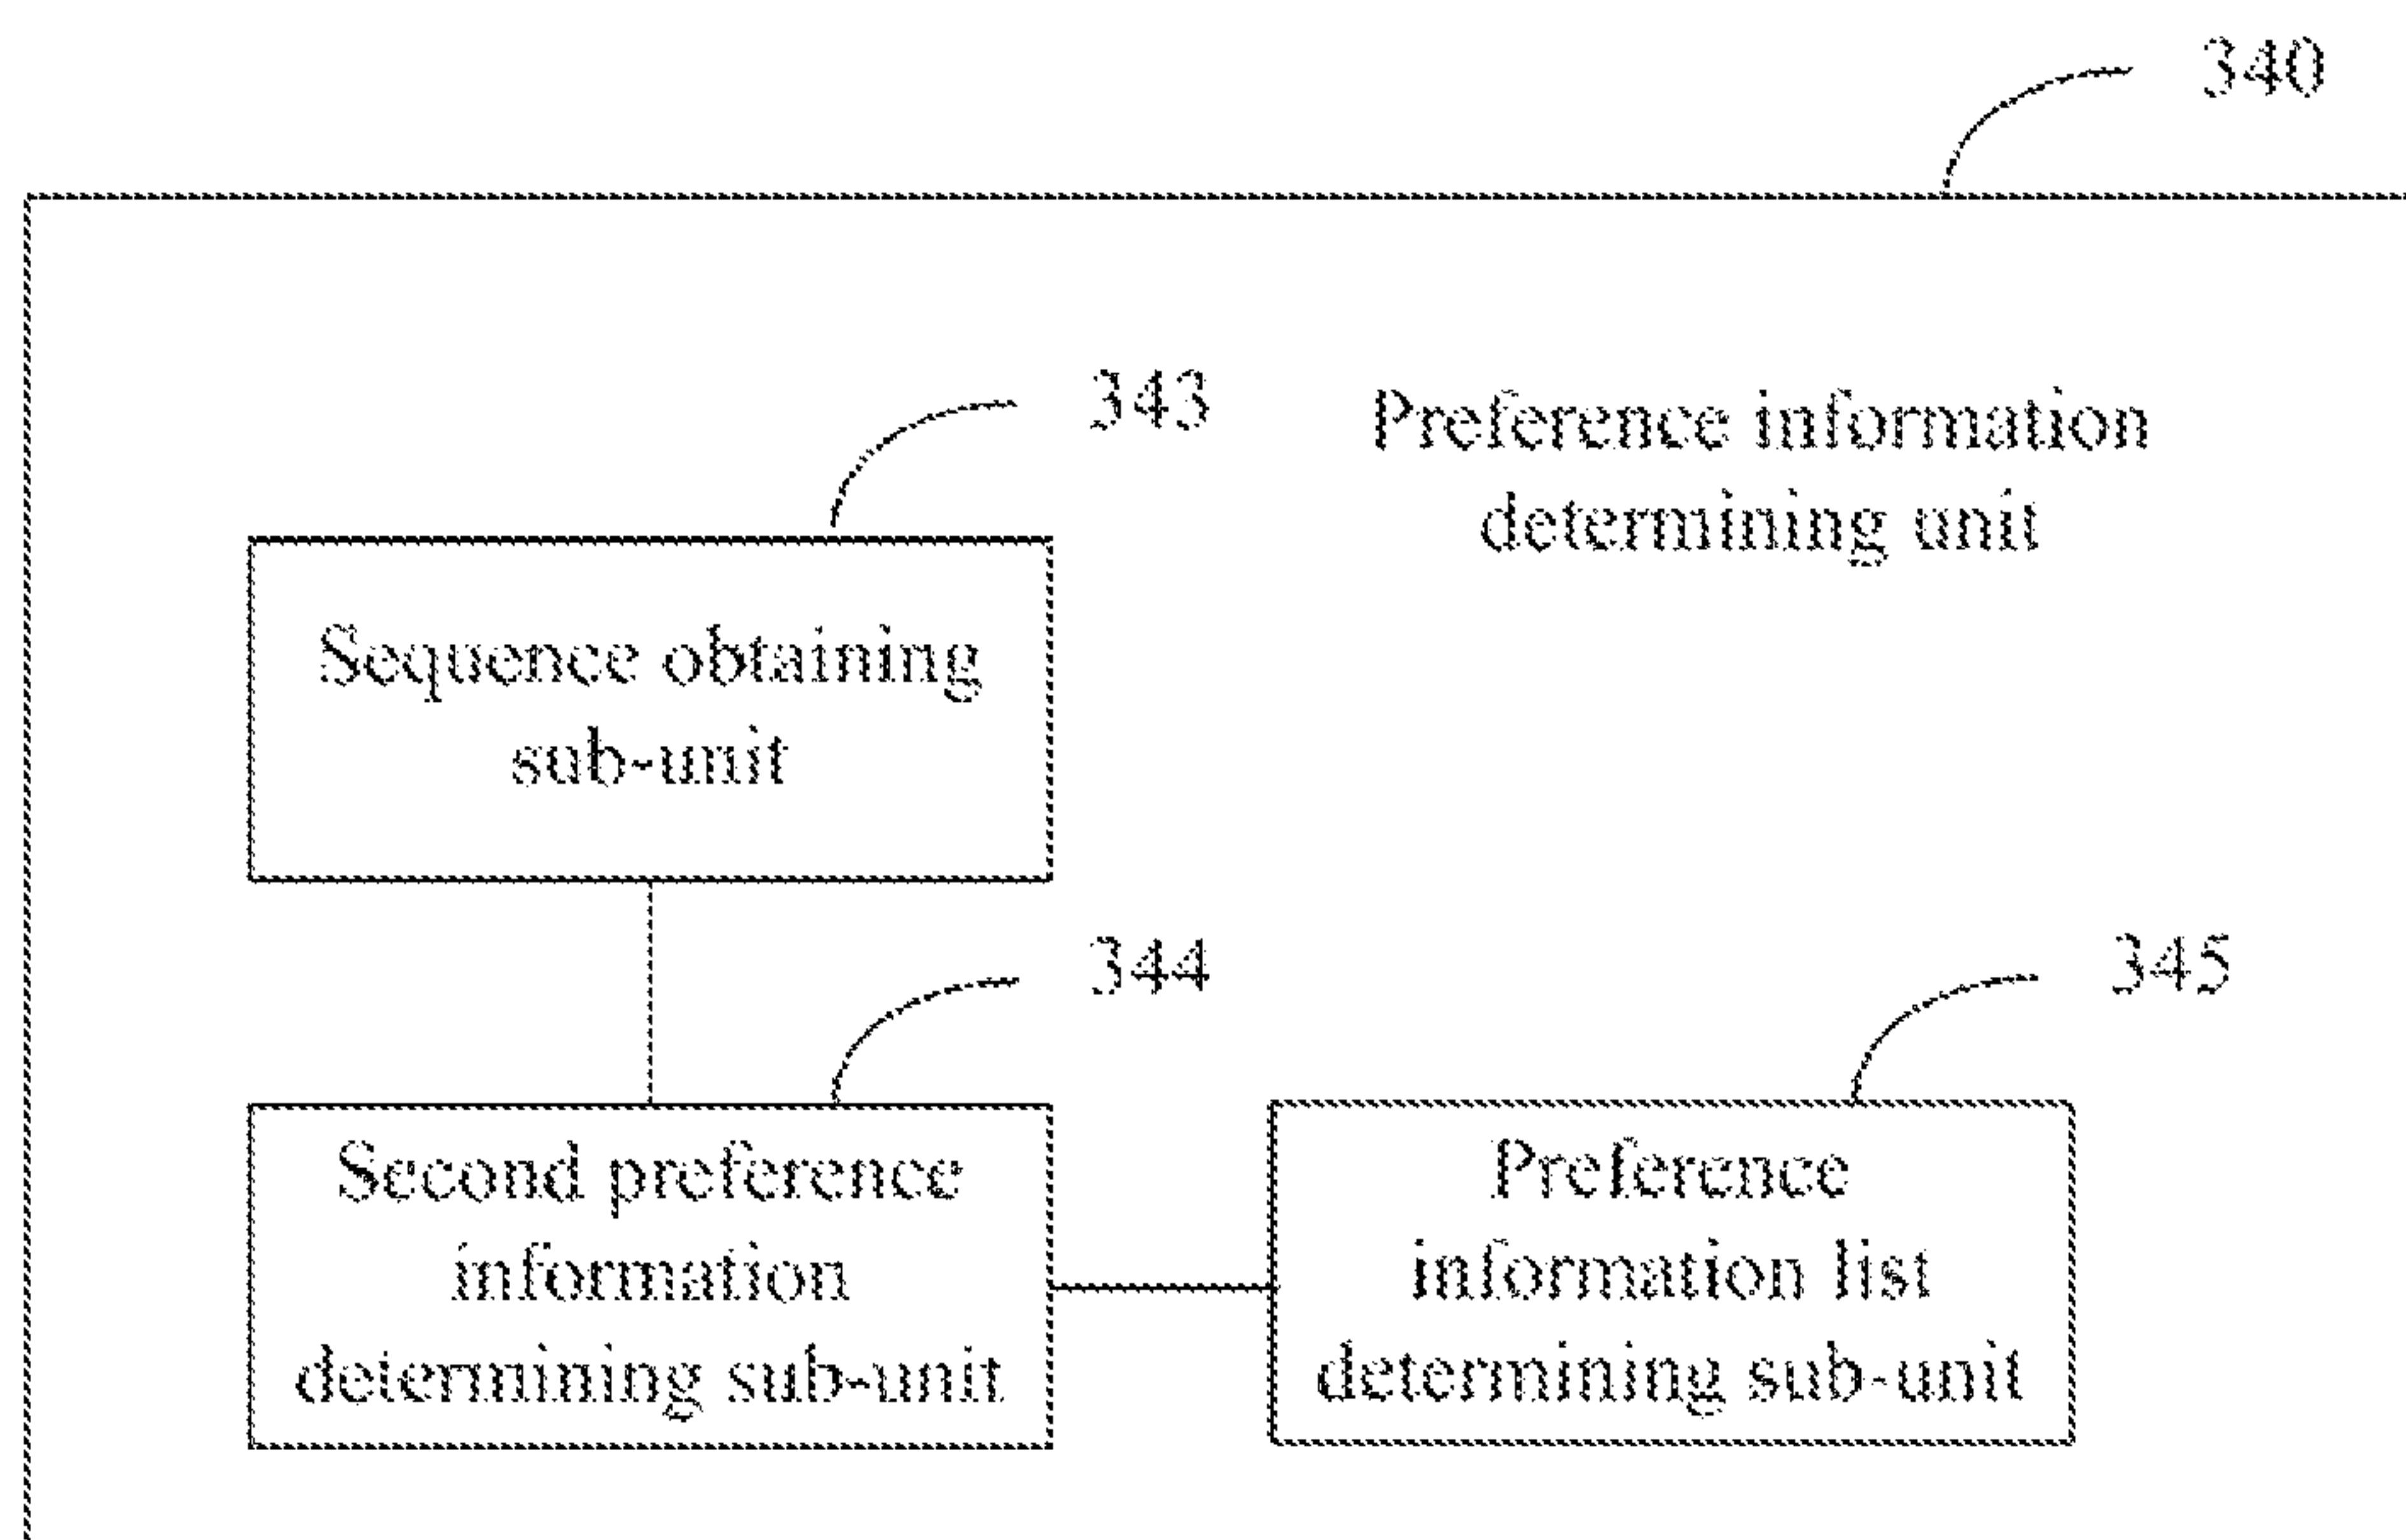 340
343
Preference information
determining unit
Sequence obtaining
sub-unit
344
345
Second preference
information
determining sub-unit
Preference
information list
determining sub-unit